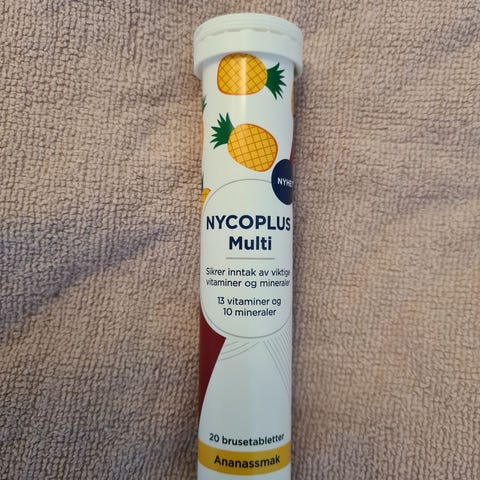 NYHET
NYCOPLUS
Multi
Sikrer inntak av viktige
vitaminer og mineraler
13 vitaminer og
10 mineraler
20 brusetabletter
Ananassmak